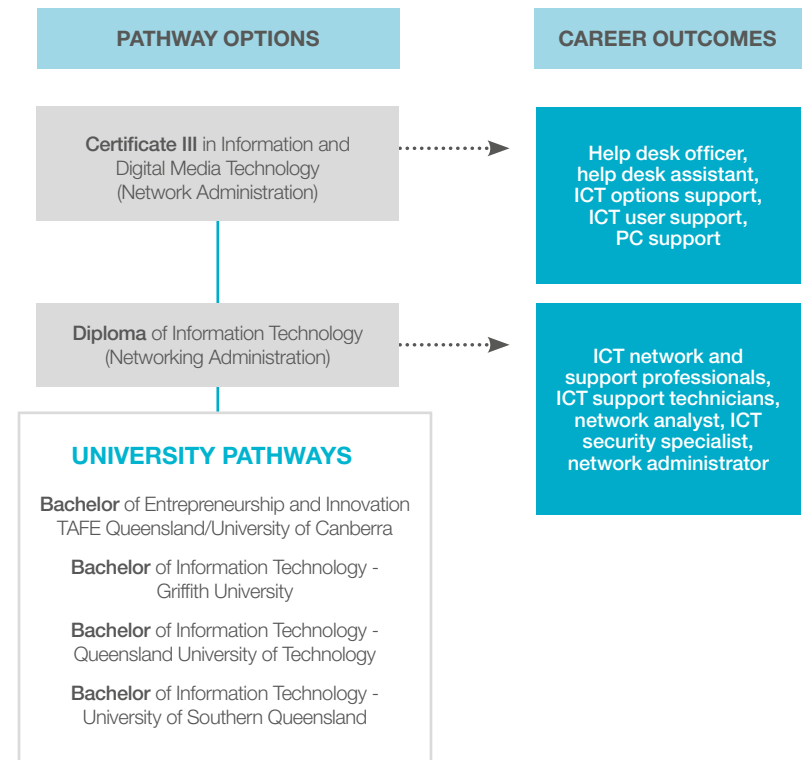 PATHWAY OPTIONS
CAREER OUTCOMES
Certificate III in Information and
Digital Media Technology
(Network Administration)
Help desk officer,
help desk assistant,
ICT options support,
ICT user support,
PC support
Diploma of Information Technology
(Networking Administration)
ICT network and
support professionals,
ICT support technicians,
network analyst, ICT
security specialist,
network administrator
UNIVERSITY PATHWAYS
Bachelor of Entrepreneurship and Innovation
TAFE Queensland/University of Canberra
Bachelor of Information Technology -
Griffith University
Bachelor of Information Technology -
Queensland University of Technology
Bachelor of Information Technology -
University of Southern Queensland